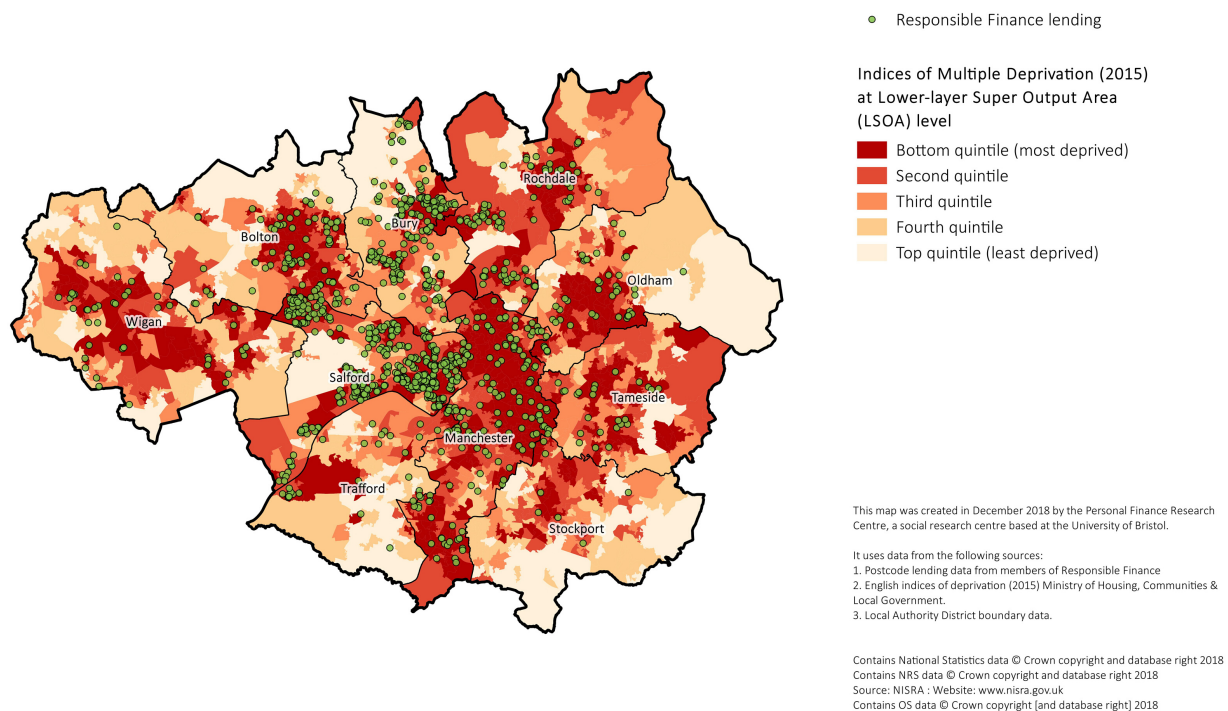 Responsible Finance lending
Indices of Multiple Deprivation (2015)
at Lower-layer Super Output Area
(LSOA) level
Bottom quintile (most deprived)
Second quintile
Third quintile
Fourth quintile
Top quintile (least deprived)
Rochdale
Bury
Bolton
Oldham
Wigan
Salford
Tameside
Manchester
Trafford
Stockport
This map was created in December 2018 by the Personal Finance Research
Centre, a social research centre based at the University of Bristol.
It uses data from the following sources:
1. Postcode lending data from members of Responsible Finance
2. English indices of deprivation (2015) Ministry of Housing, Communities &
Local Government.
3. Local Authority District boundary data.
Contains National Statistics data © Crown copyright and database right 2018
Contains NRS data © Crown copyright and database right 2018
Source: NISRA : Website: www.nisra.gov.uk
Contains OS data © Crown copyright [and database right] 2018